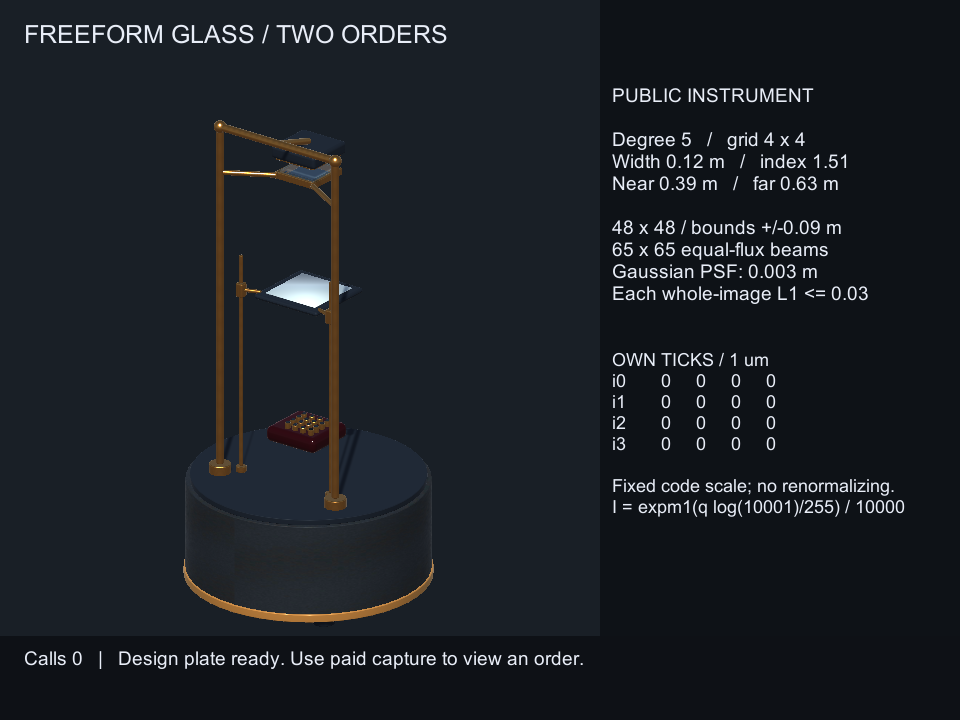 FREEFORM GLASS / TWO ORDERS
PUBLIC INSTRUMENT
Degree 5 / grid 4 x 4
Width 0.12 m / index 1.51
Near 0.39 m / far 0.63 m
48 x 48 / bounds +/-0.09 m
65 x 65 equal-flux beams
Gaussian PSF: 0.003 m
Each whole-image L1 <= 0.03
OWN TICKS / 1 um
i0 0 0 0 0
i1 0 0 0 0
i2 0 0 0 0
i3 0 0 0 0
Fixed code scale; no renormalizing.
I = expm1(q log(10001)/255) / 10000
Calls 0 | Design plate ready. Use paid capture to view an order.